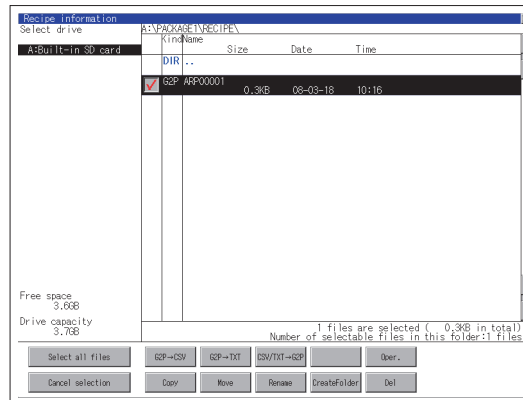 Recipe information
Select drive
A:\PACKAGE1\RECIPE\
A:Built-in SD card
Kind Name
Size Date Time
DIR ..
G2P ARP00001
0.3KB 08-03-18 10:16
Free space
3.6GB
Drive capacity
3.7GB
1 files are selected ( 0.3KB in total)
Number of selectable files in this folder:1 files
Select all files
G2P→CSV
G2P→TXT
CSV/TXT→G2P
Oper.
Cancel selection
Copy
Move
Rename
CreateFolder
Del